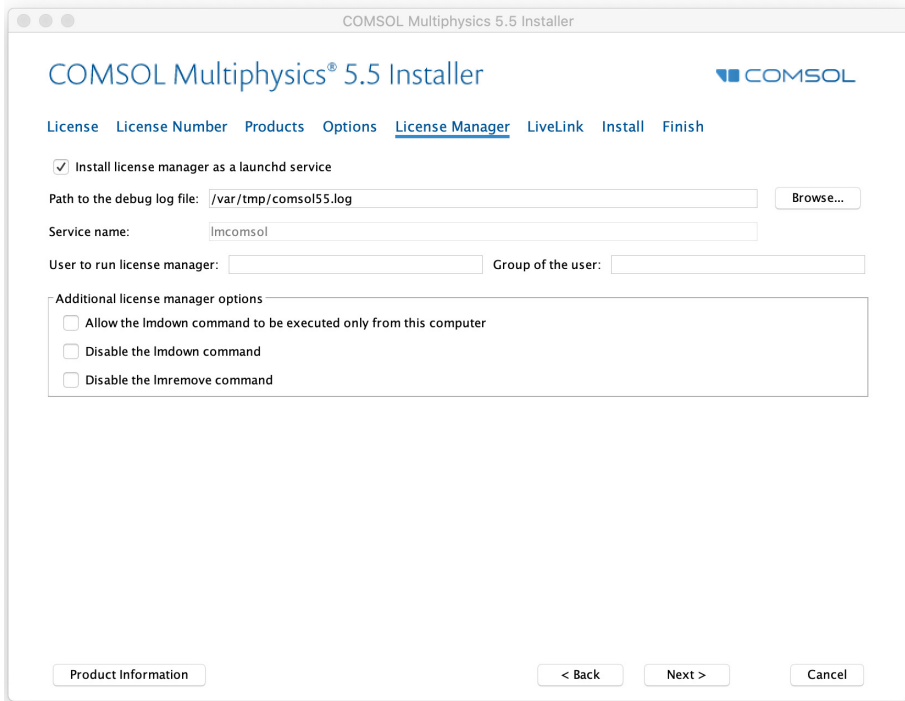 COMSOL Multiphysics 5.5 Installer
COMSOL Multiphysics® 5.5 Installer COMSOL
License License Number Products Options License Manager LiveLink Install Finish
Install license manager as a launchd service
Path to the debug log file: /var/tmp/comsol55.log Browse...
Service name: lmcomsol
User to run license manager: Group of the user:
Additional license manager options
Allow the lmdown command to be executed only from this computer
Disable the lmdown command
Disable the lmremove command
Product Information < Back Next > Cancel